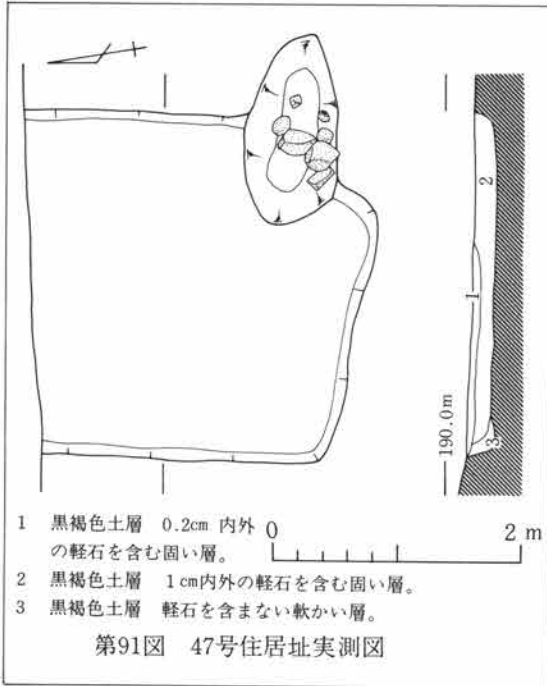 2
1
3
190.0m
1 黒褐色土層 0.2cm 内外
の軽石を含む固い層。
0 2 m
2 黒褐色土層 1cm内外の軽石を含む固い層。
3 黒褐色土層 軽石を含まない軟かい層。
第91図 47号住居址実測図